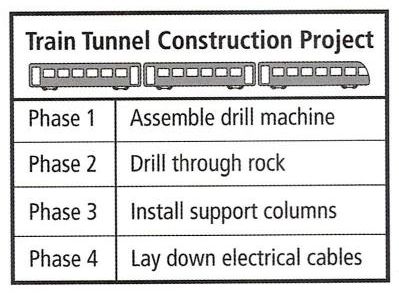 Train Tunnel Construction Project
Phase 1 Assemble drill machine
Phase 2 Drill through rock
Phase 3 Install support columns
Phase 4 Lay down electrical cables